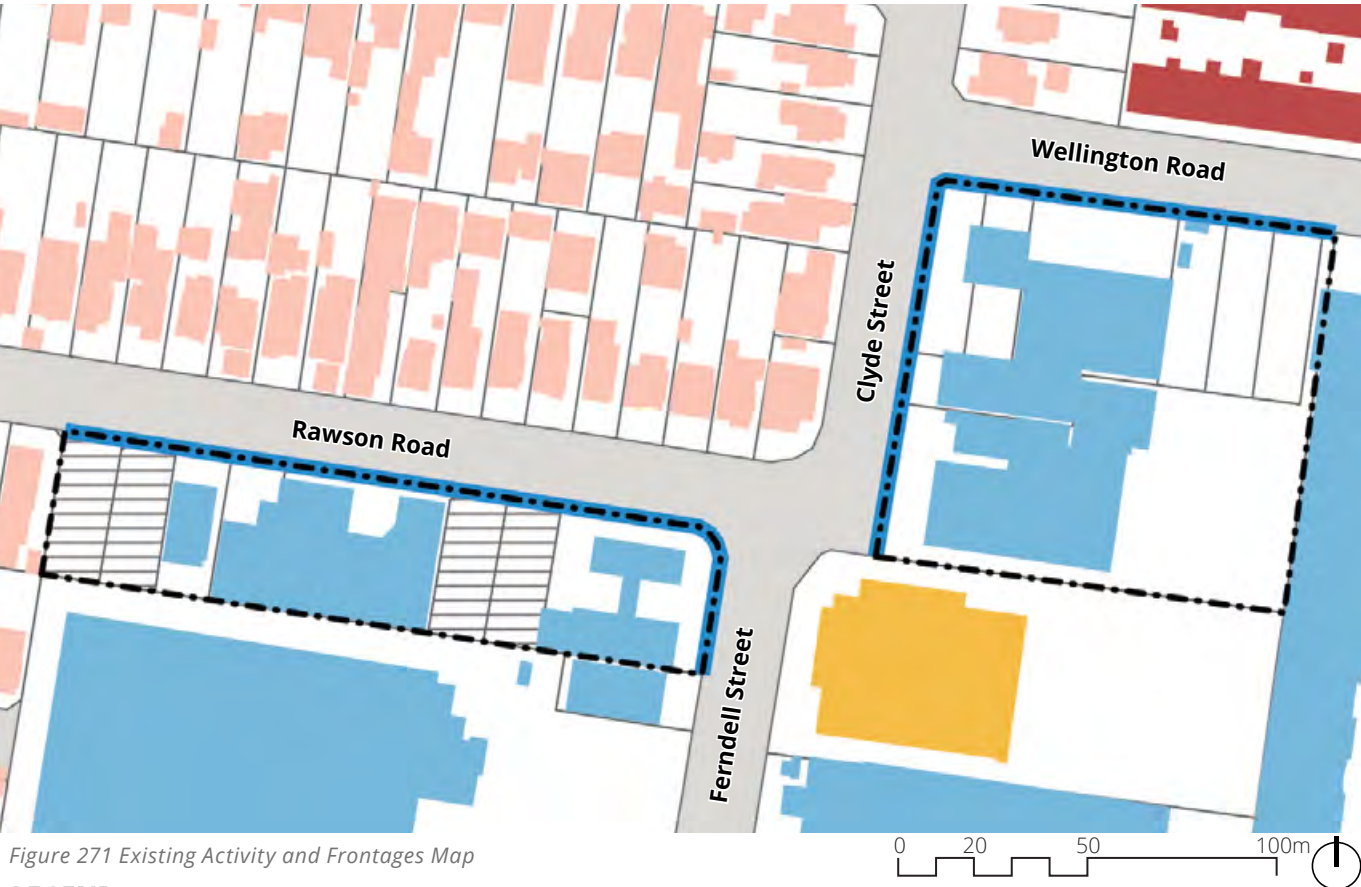 Wellington Road
Clyde Street
Rawson Road
Ferndell Street
Figure 271 Existing Activity and Frontages Map
0 20 50 100m